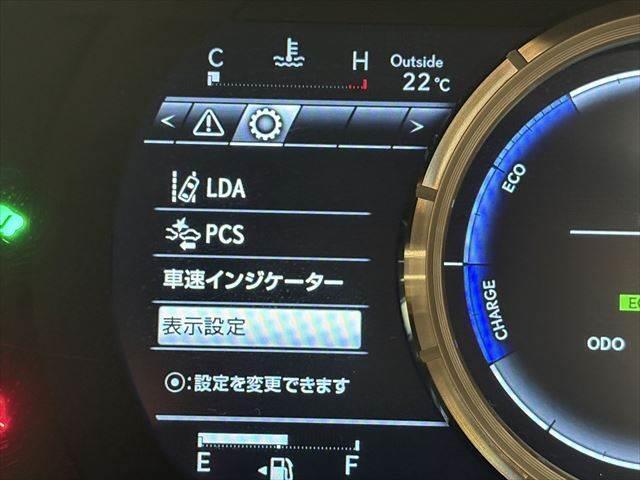 C H Outside
22℃
< >
LDA
PCS
車速インジケーター
表示設定
⦿:設定を変更できます
E F
ECO
CHARGE
ODO